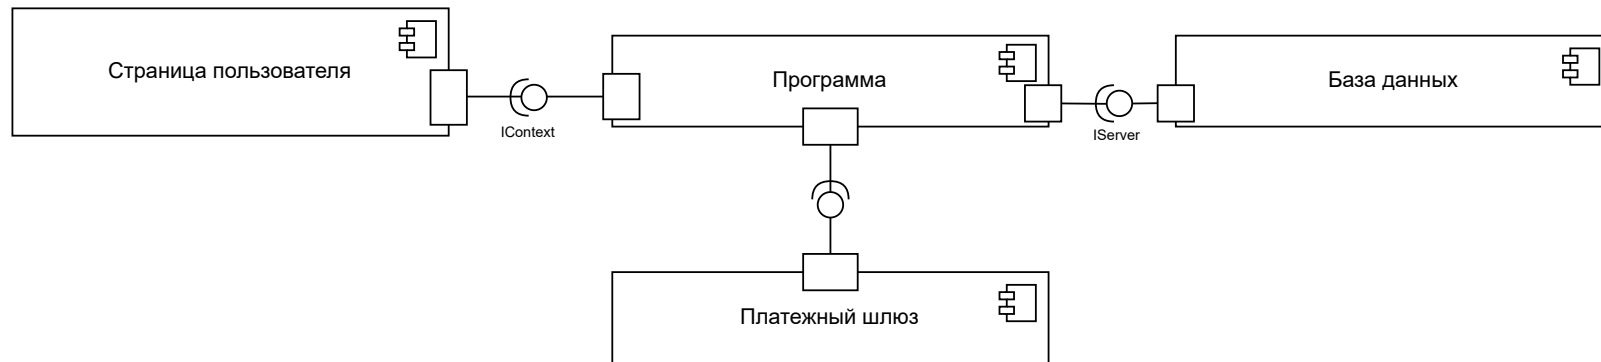 Страница пользователя
Программа
База данных
IContext
IServer
Платежный шлюз